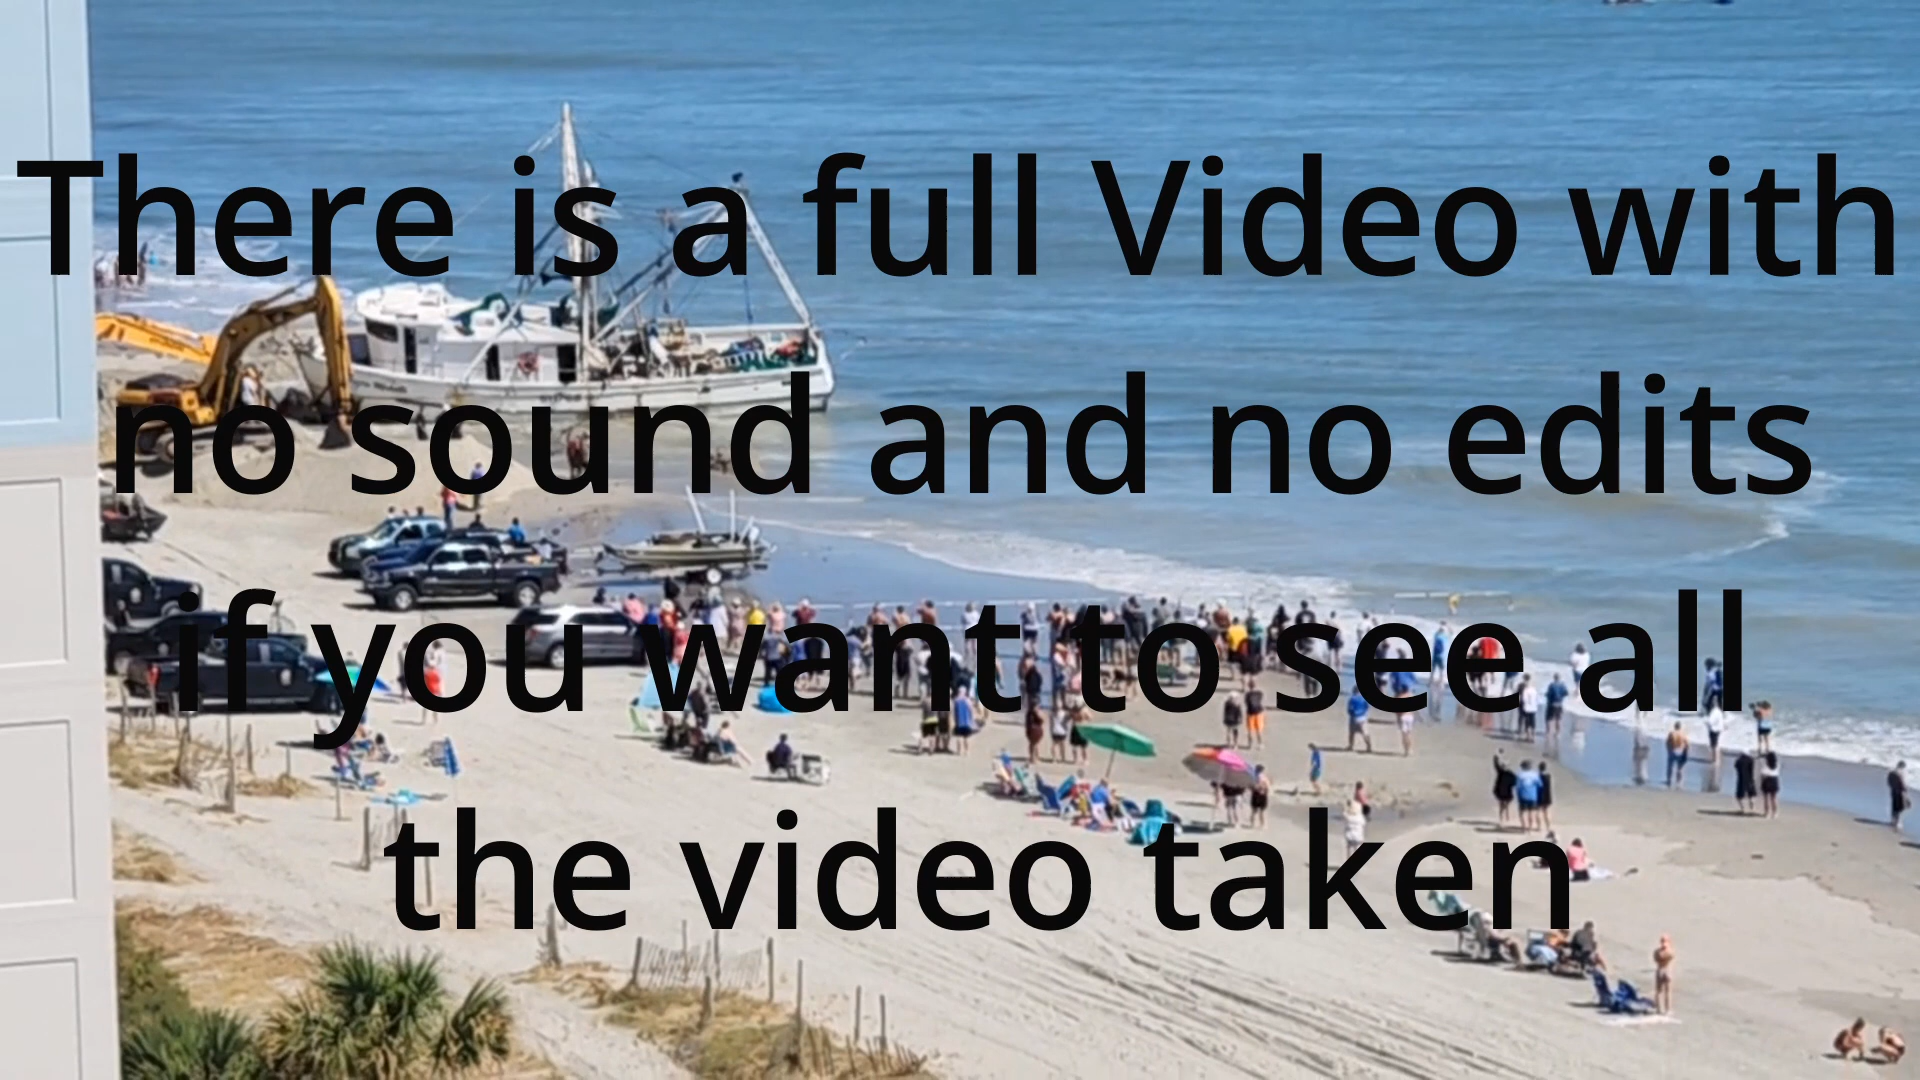 There is a full Video with
no sound and no edits
if you want to see all
the video taken